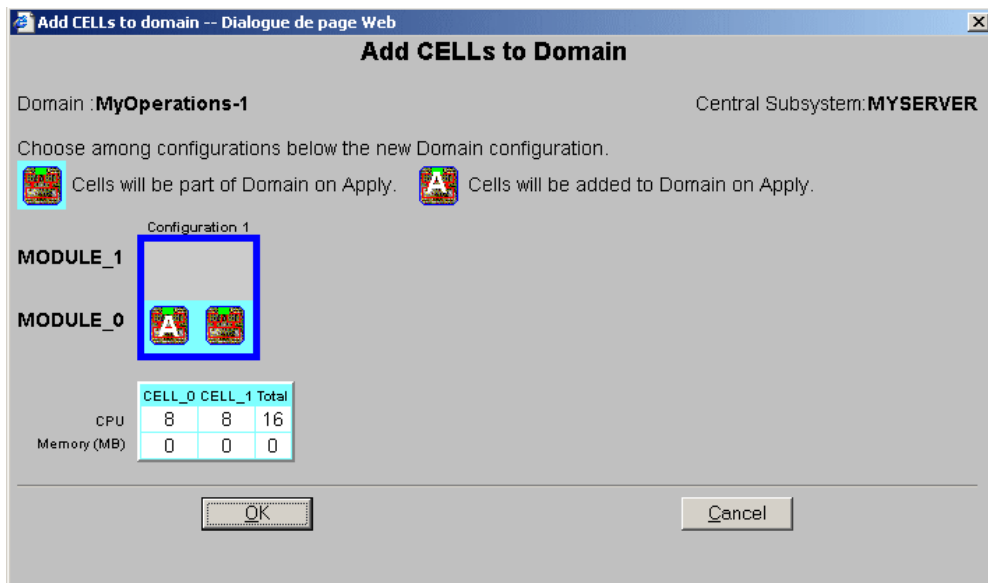 Add CELLs to domain -- Dialogue de page Web
Add CELLs to Domain
Domain :MyOperations-1 Central Subsystem:MYSERVER
Choose among configurations below the new Domain configuration.
Cells will be part of Domain on Apply. A Cells will be added to Domain on Apply.
Configuration 1
MODULE_1
MODULE_0 A
CELL_0 CELL_1 Total
CPU 8 8 16
Memory (MB) 0 0 0
OK Cancel